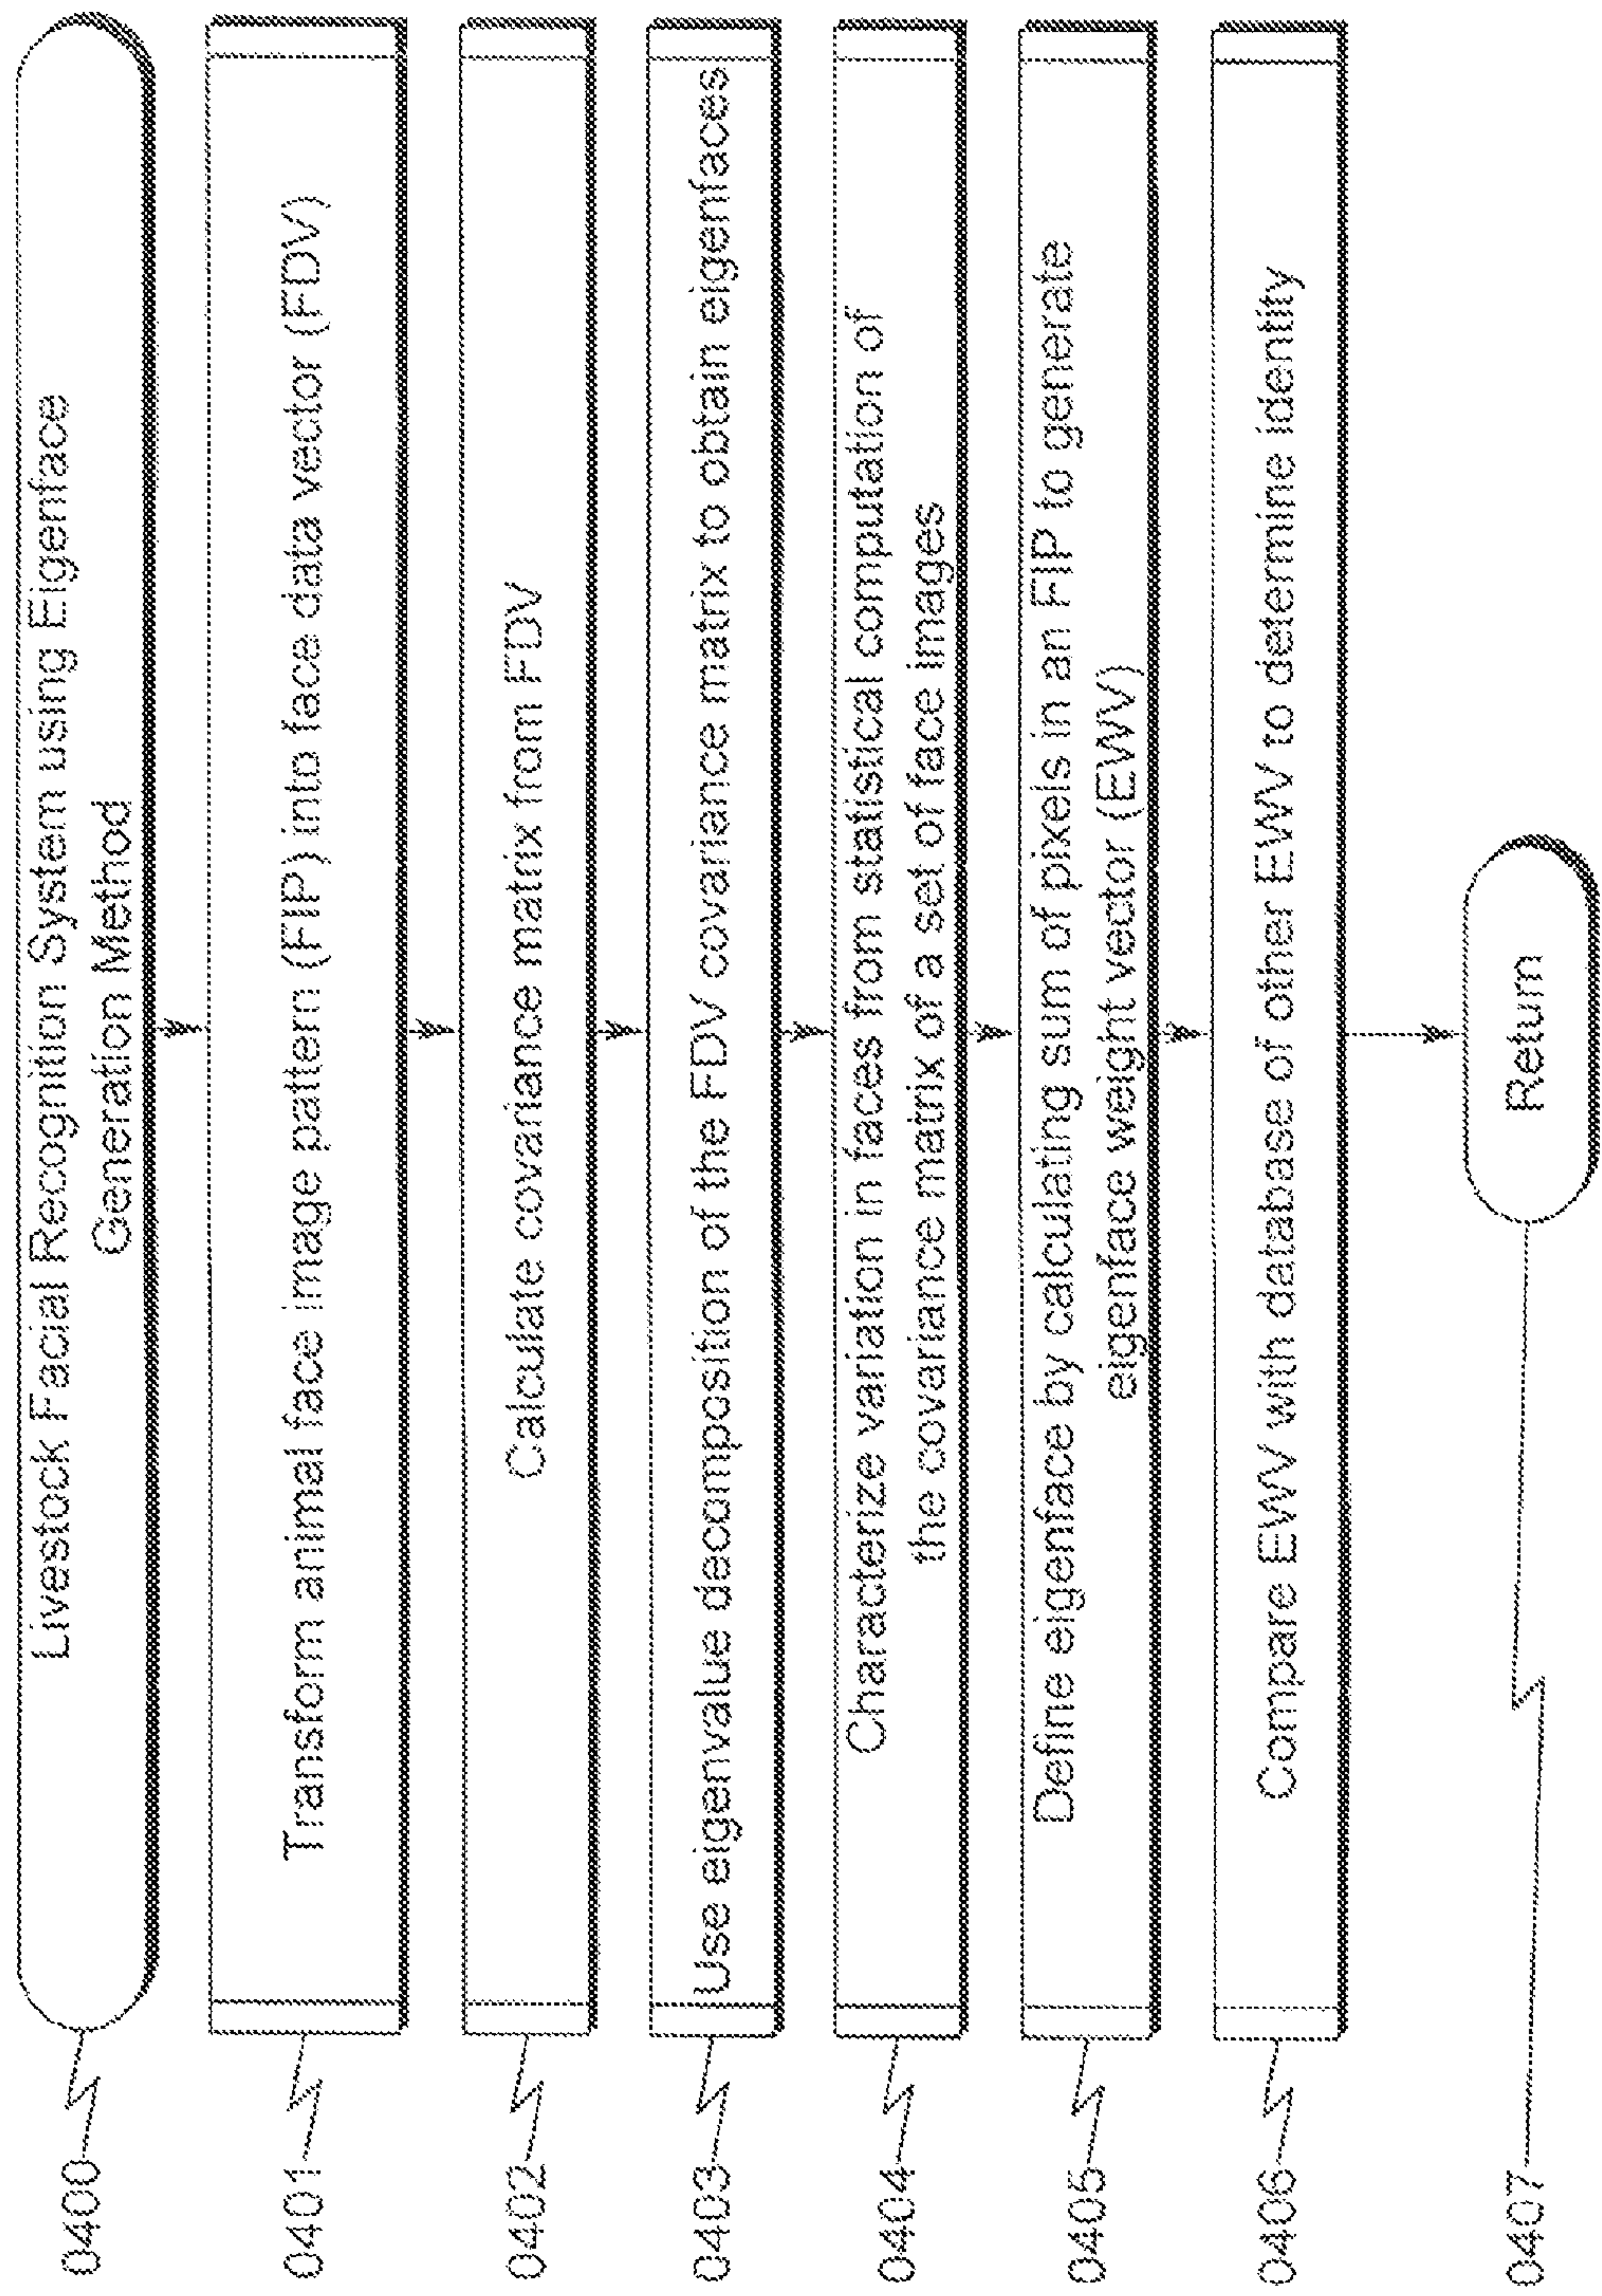 0400
Livestock Facial Recognition System using Eigenface
Generation Method
0401
Transform animal face image pattern (FIP) into face data vector (FDV)
0402
Calculate covariance matrix from FDV
0403
Use eigenvalue decomposition of the FDV covariance matrix to obtain eigenfaces
0404
Characterize variation in faces from statistical computation of
the covariance matrix of a set of face images
0405
Define eigenface by calculating sum of pixels in an FIP to generate
eigenface weight vector (EWV)
0406
Compare EWV with database of other EWV to determine identity
0407
Return